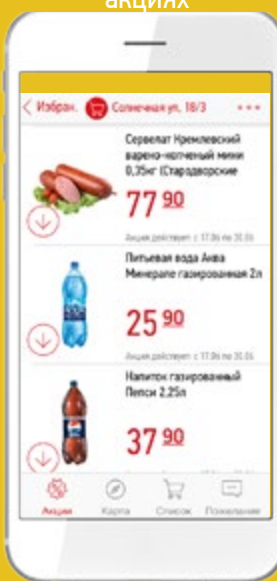 акциях
Избран.
Солнечная ул, 18/3
Сервелат Кремлевский
варено-копченый мини
0,35кг (Стародворские
77 90
Акция действует с 17.06 по 30.06
Питьевая вода Аква
Минерале газированная 2л
25 90
Акция действует с 17.06 по 30.06
Напиток газированный
Пепси 2,25л
37 90
Акции
Карта
Список
Пожелания